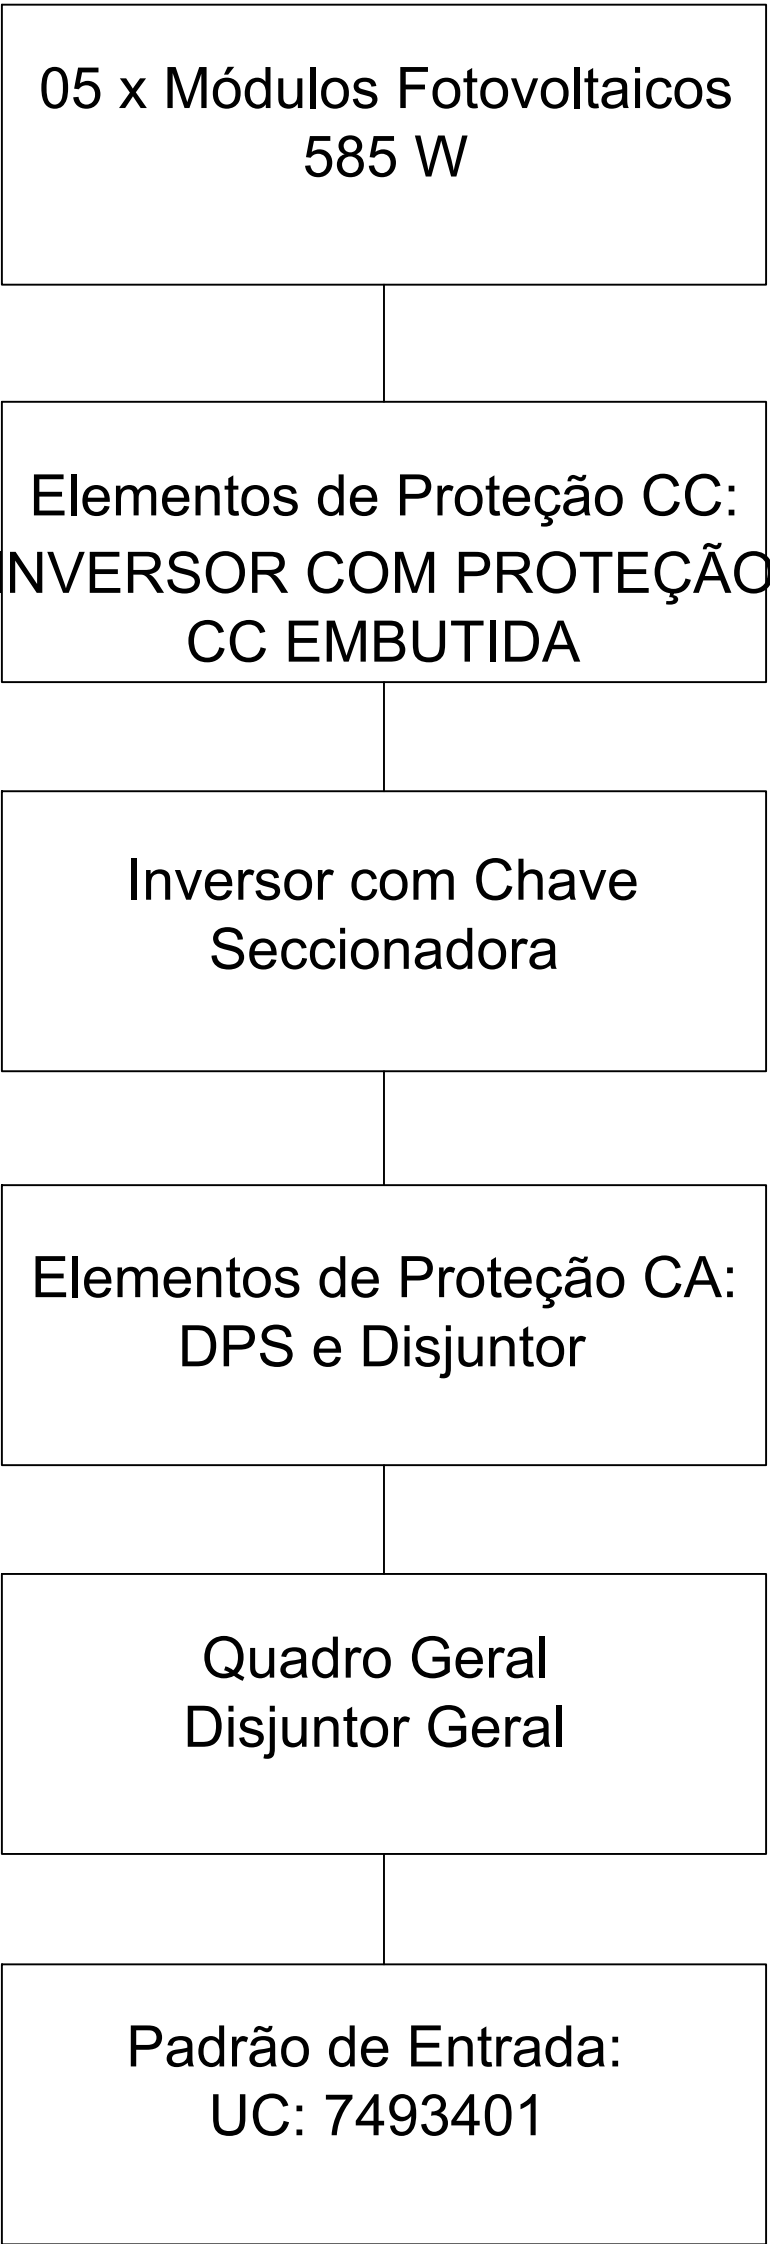 05 x Módulos Fotovoltaicos
585 W
Elementos de Proteção CC:
INVERSOR COM PROTEÇÃO
CC EMBUTIDA
Inversor com Chave
Seccionadora
Elementos de Proteção CA:
DPS e Disjuntor
Quadro Geral
Disjuntor Geral
Padrão de Entrada:
UC: 7493401